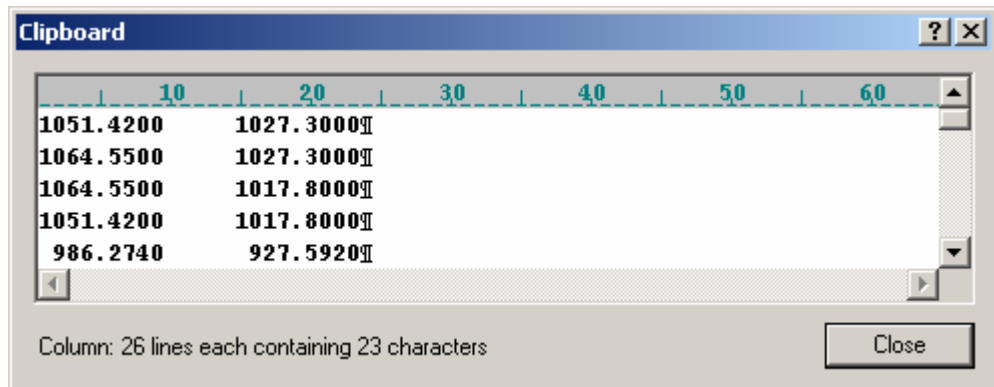 Clipboard
10 20 30 40 50 60
1051.4200     1027.3000¶
1064.5500     1027.3000¶
1064.5500     1017.8000¶
1051.4200     1017.8000¶
 986.2740      927.5920¶
Column: 26 lines each containing 23 characters
Close